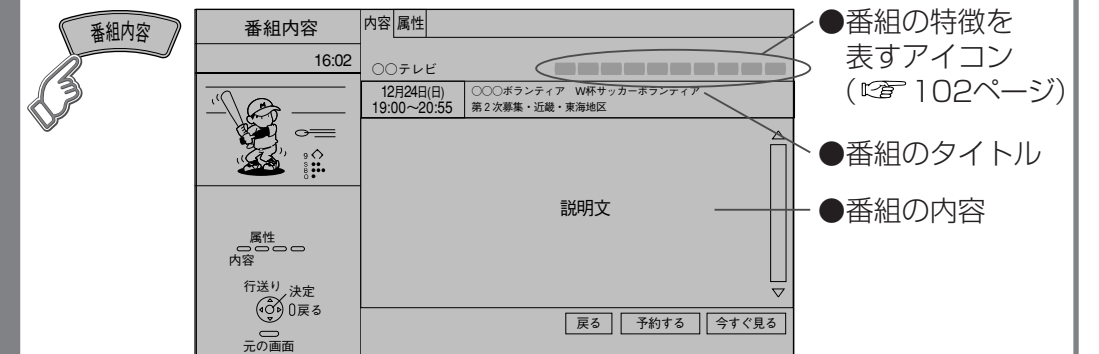 番組内容
番組内容
16:02
9
S
B
O
属性
内容
行送り
決定
戻る
元の画面
内容 属性
○○テレビ
12月24日(日)
19:00〜20:55
○○○ボランティア W杯サッカーボランティア
第2次募集・近畿・東海地区
説明文
戻る 予約する 今すぐ見る
●番組の特徴を
表すアイコン
(☞102ページ)
●番組のタイトル
●番組の内容